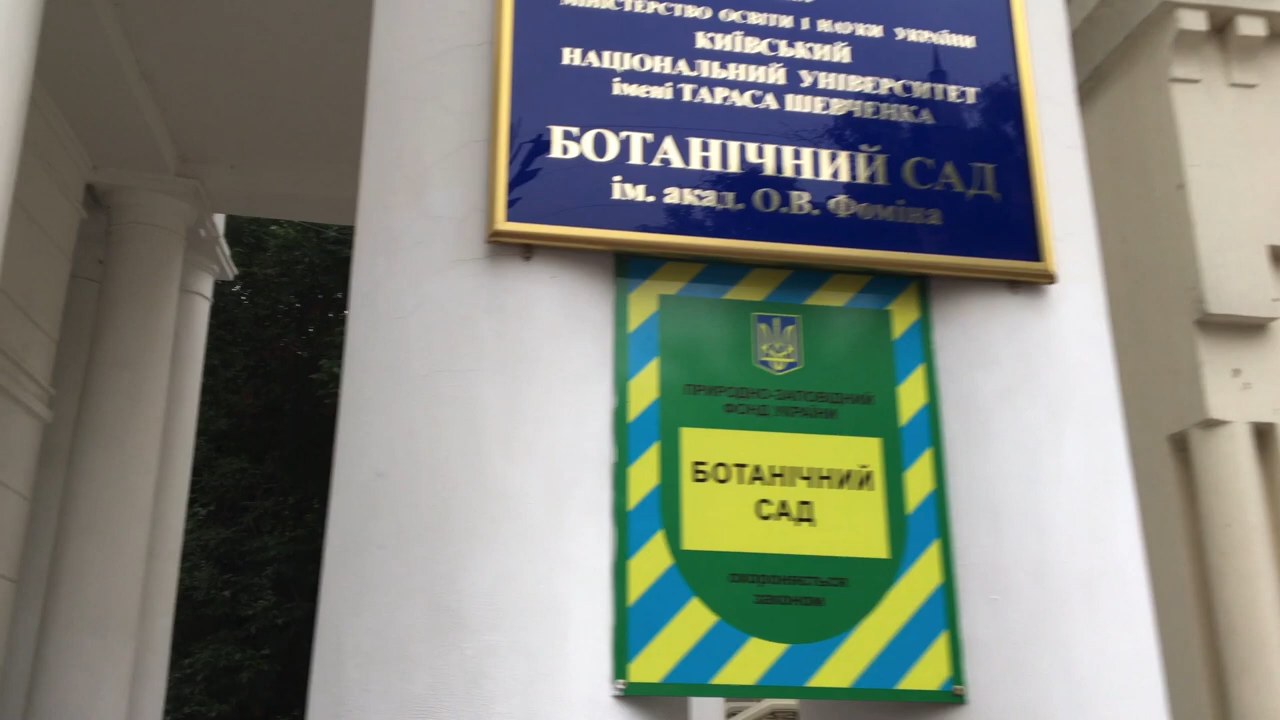 МІНІСТЕРСТВО ОСВІТИ І НАУКИ УКРАЇНИ
КИЇВСЬКИЙ
НАЦІОНАЛЬНИЙ УНІВЕРСИТЕТ
імені ТАРАСА ШЕВЧЕНКА
БОТАНІЧНИЙ САД
ім. акад. О.В. Фоміна
ПРИРОДНО-ЗАПОВІДНИЙ
ФОНД УКРАЇНИ
БОТАНІЧНИЙ
САД
охороняється
законом